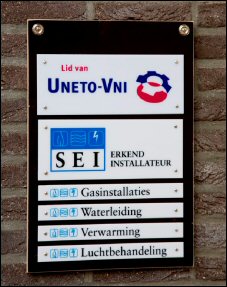 Lid van
UNETO-VNI
SEI
ERKEND
INSTALLATEUR
Gasinstallaties
Waterleiding
Verwarming
Luchtbehandeling